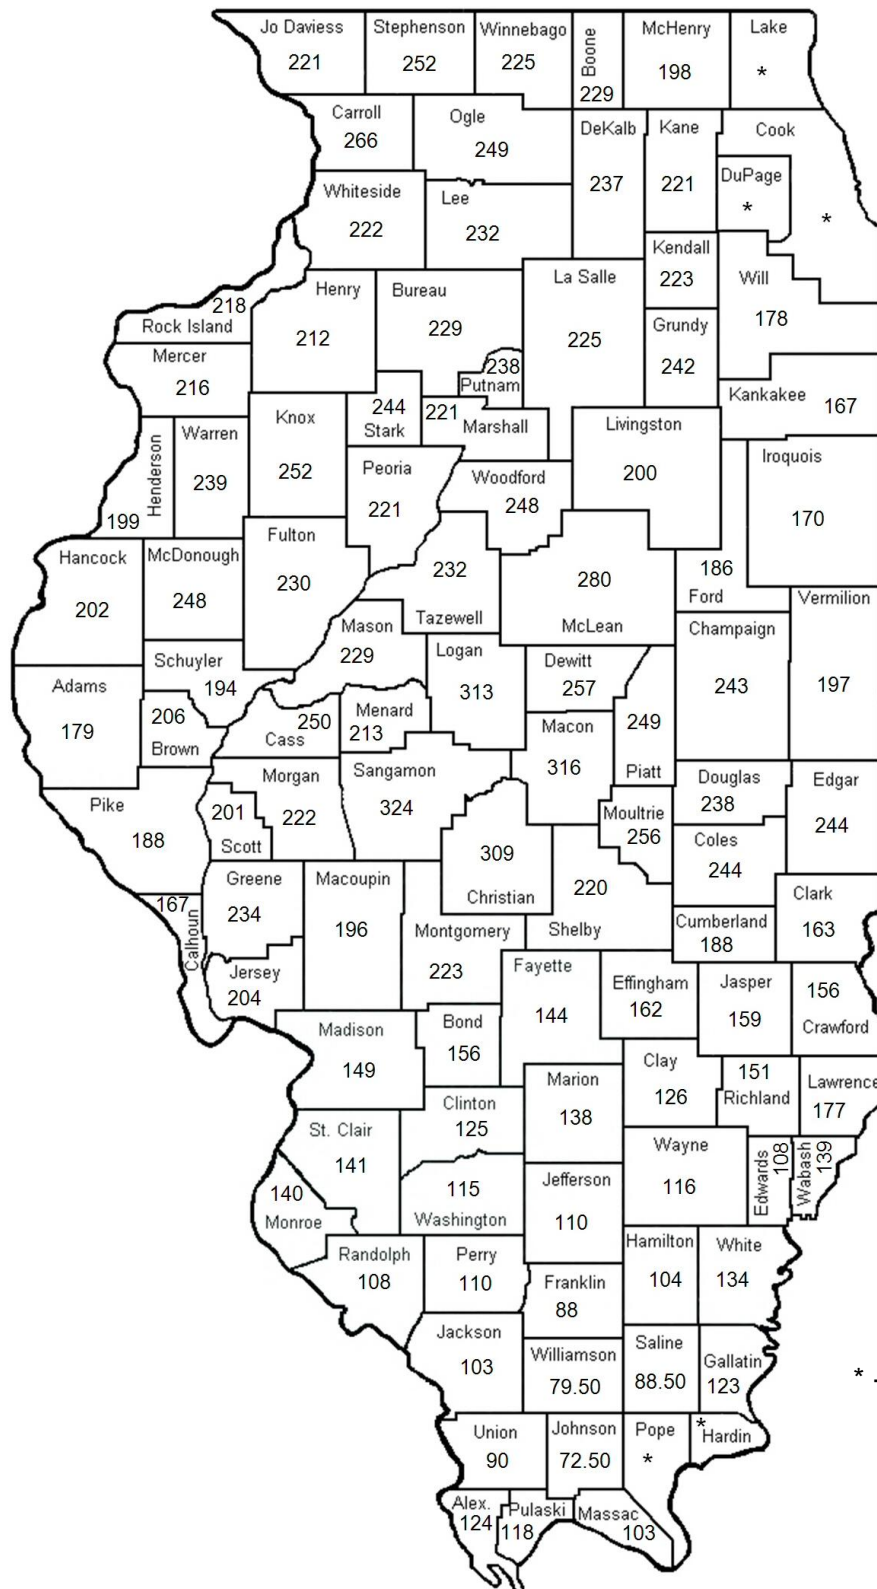 Jo Daviess
221
Stephenson
252
Winnebago
225
Boone
229
McHenry
198
Lake
*
Carroll
266
Ogle
249
DeKalb
237
Kane
221
Cook
*
DuPage
*
Whiteside
222
Lee
232
Kendall
223
Will
178
La Salle
225
Henry
212
Bureau
229
218
Rock Island
Grundy
242
Mercer
216
238
Putnam
Kankakee
167
244
Stark
221
Marshall
Knox
252
Warren
239
Henderson
199
Livingston
200
Iroquois
170
Peoria
221
Woodford
248
Fulton
230
Hancock
202
McDonough
248
232
Tazewell
280
McLean
186
Ford
Vermilion
197
Mason
229
Logan
313
Dewitt
257
Champaign
243
Schuyler
194
Adams
179
206
Brown
250
Cass
Menard
213
249
Piatt
Macon
316
Morgan
222
Sangamon
324
Douglas
238
Edgar
244
Pike
188
201
Scott
Moultrie
256
Coles
244
309
Christian
220
Shelby
Greene
234
Macoupin
196
Clark
163
167
Calhoun
Cumberland
188
Montgomery
223
Jersey
204
Fayette
144
Effingham
162
Jasper
159
156
Crawford
Madison
149
Bond
156
Clay
126
151
Richland
Lawrence
177
Marion
138
Clinton
125
St. Clair
141
Wayne
116
Edwards
108
Wabash
139
140
Monroe
115
Washington
Jefferson
110
Randolph
108
Perry
110
Hamilton
104
White
134
Franklin
88
Jackson
103
Williamson
79.50
Saline
88.50
Gallatin
123
* -
Union
90
Johnson
72.50
Pope
*
*
Hardin
Alex.
124
Pulaski
118
Massac
103